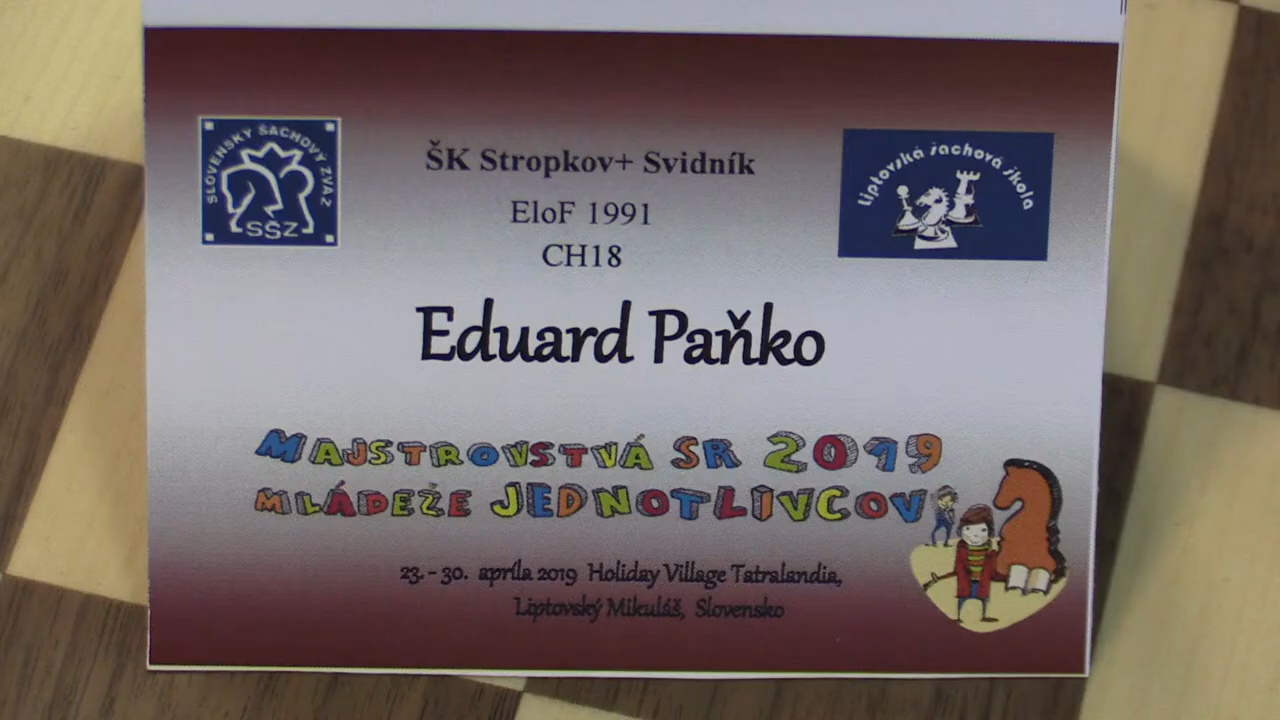 SLOVENSKÝ ŠACHOVÝ ZVÄZ
SŠZ
ŠK Stropkov+ Svidník
EloF 1991
CH18
Liptovská šachová škola
Eduard Paňko
MAJSTROVSTVÁ SR 2019
MLÁDEŽE JEDNOTLIVCOV
23. - 30. apríla 2019 Holiday Village Tatralandia,
Liptovský Mikuláš, Slovensko